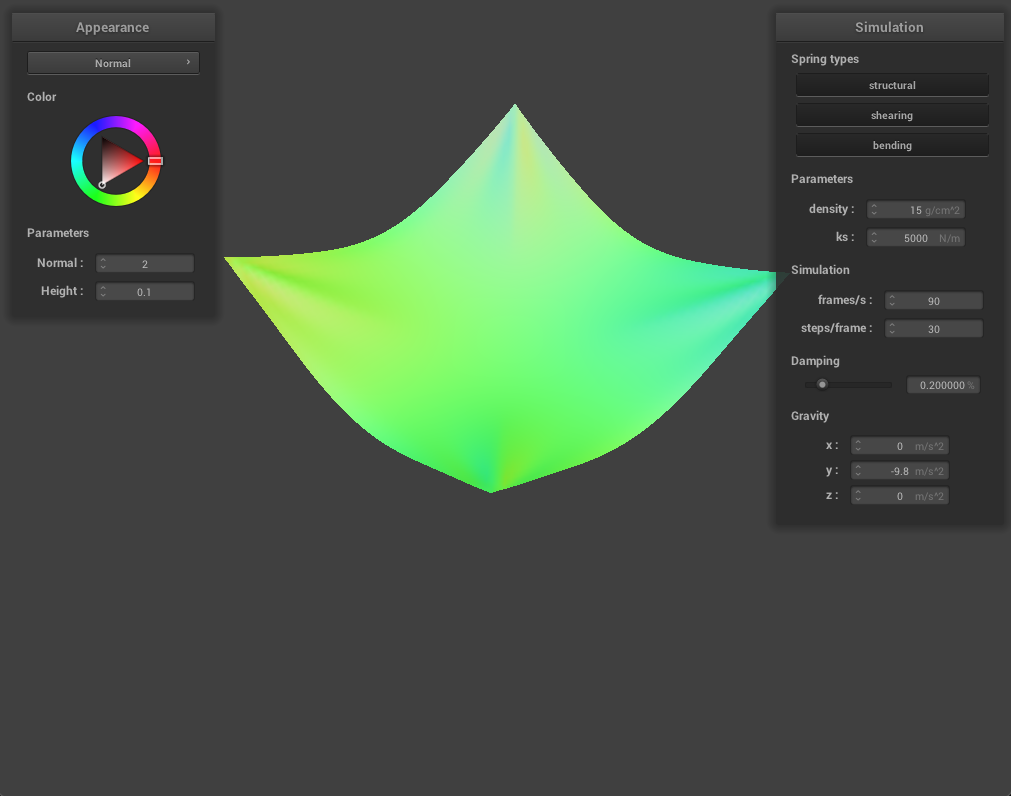 Appearance
Normal
Color
Parameters
Normal : 2
Height : 0.1
Simulation
Spring types
structural
shearing
bending
Parameters
density : 15 g/cm^2
ks : 5000 N/m
Simulation
frames/s : 90
steps/frame : 30
Damping
0.200000 %
Gravity
x : 0 m/s^2
y : -9.8 m/s^2
z : 0 m/s^2